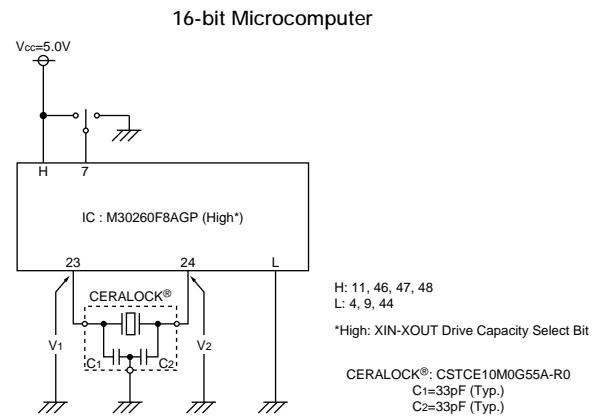 16-bit Microcomputer
Vcc=5.0V
H 7
IC : M30260F8AGP (High*)
23 24 L
CERALOCK®
V1 C1 C2 V2
H: 11, 46, 47, 48
L: 4, 9, 44
*High: XIN-XOUT Drive Capacity Select Bit
CERALOCK®: CSTCE10M0G55A-R0
C1=33pF (Typ.)
C2=33pF (Typ.)